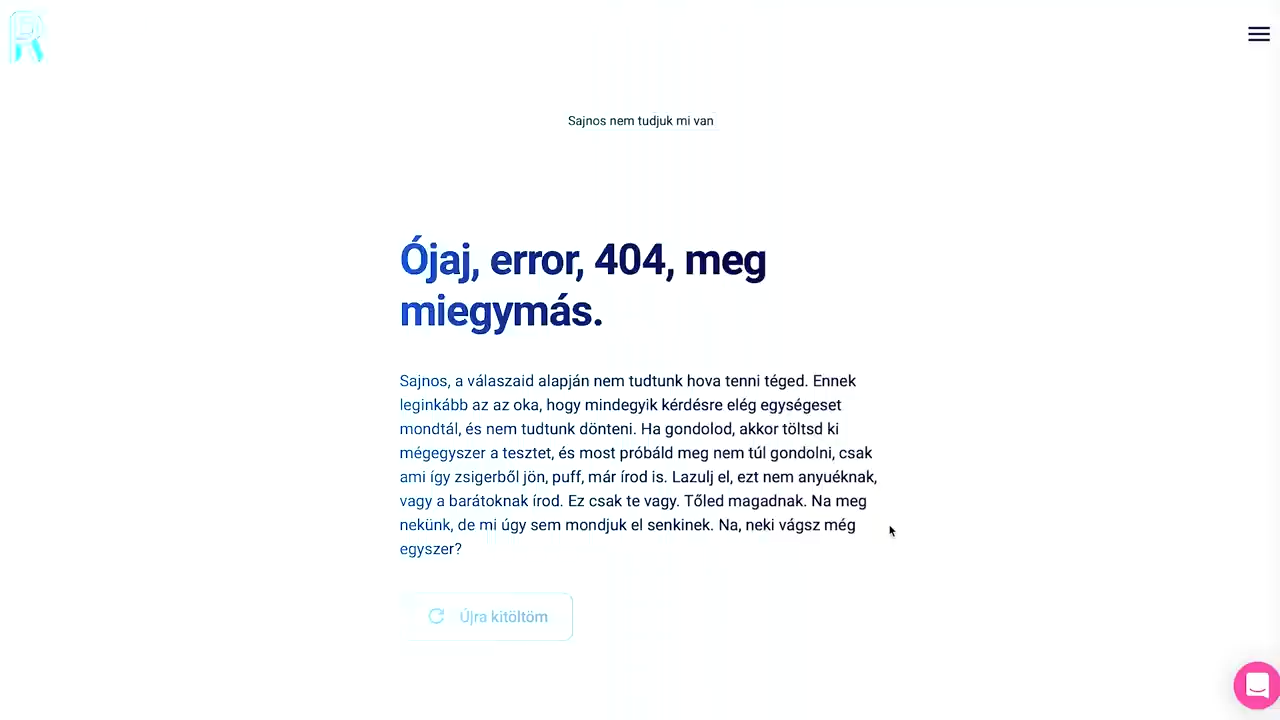 R
Sajnos nem tudjuk mi van
Ójaj, error, 404, meg
miegymás.
Sajnos, a válaszaid alapján nem tudtunk hova tenni téged. Ennek
leginkább az az oka, hogy mindegyik kérdésre elég egységeset
mondtál, és nem tudtunk dönteni. Ha gondolod, akkor töltsd ki
mégegyszer a tesztet, és most próbáld meg nem túl gondolni, csak
ami így zsigerből jön, puff, már írod is. Lazulj el, ezt nem anyuéknak,
vagy a barátoknak írod. Ez csak te vagy. Tőled magadnak. Na meg
nekünk, de mi úgy sem mondjuk el senkinek. Na, neki vágsz még
egyszer?
Újra kitöltöm